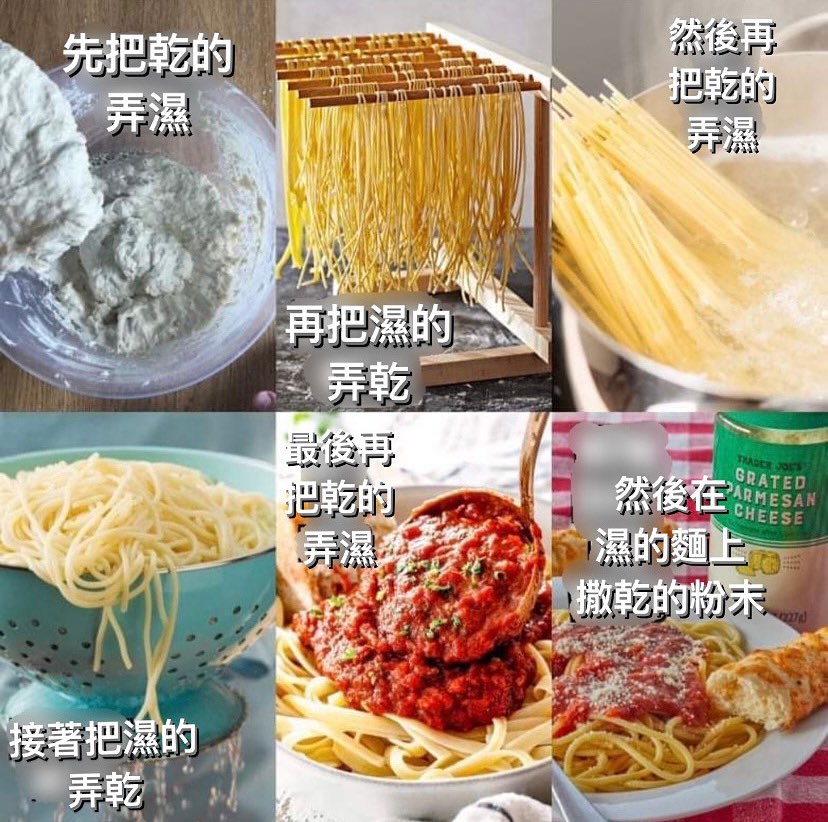 先把乾的
弄濕
再把濕的
弄乾
然後再
把乾的
弄濕
接著把濕的
弄乾
最後再
把乾的
弄濕
然後在
濕的麵上
撒乾的粉末
TRADER JOE'S
GRATED
PARMESAN
CHEESE